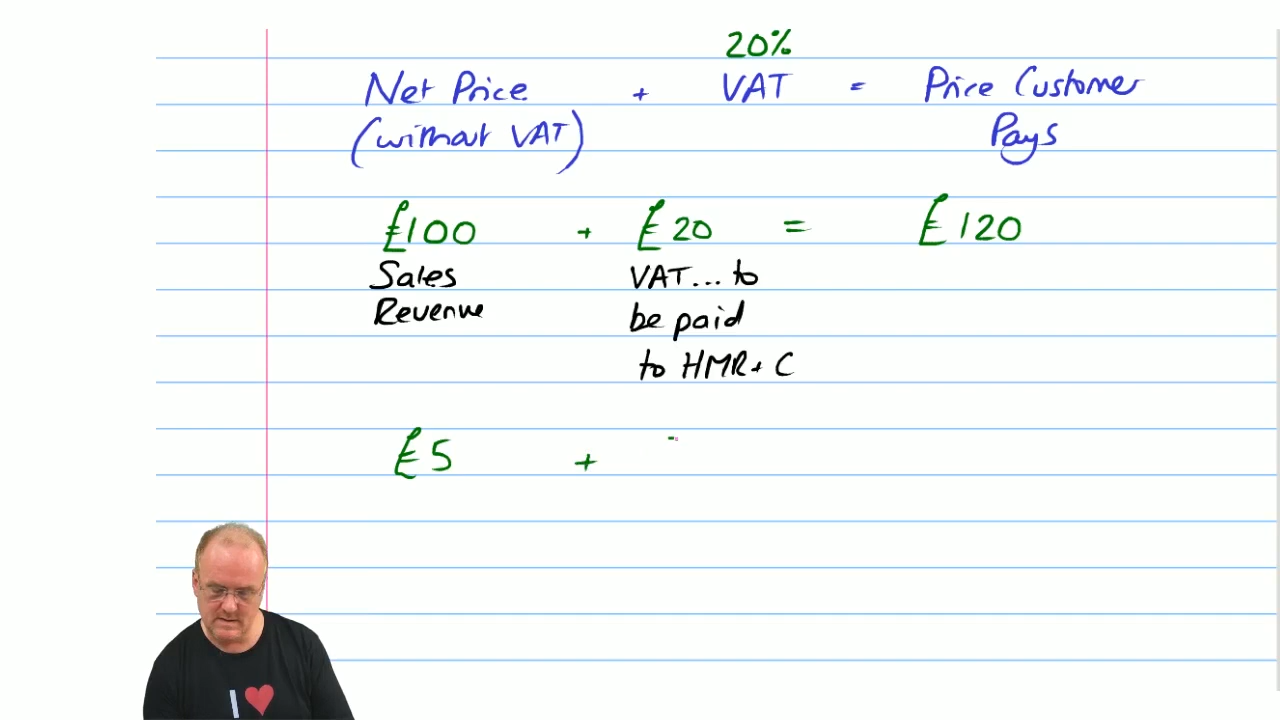 20%
Net Price + VAT = Price Customer
(without VAT) Pays
£100 + £20 = £120
Sales VAT... to
Revenue be paid
to HMR+C
£5 +
I ♥